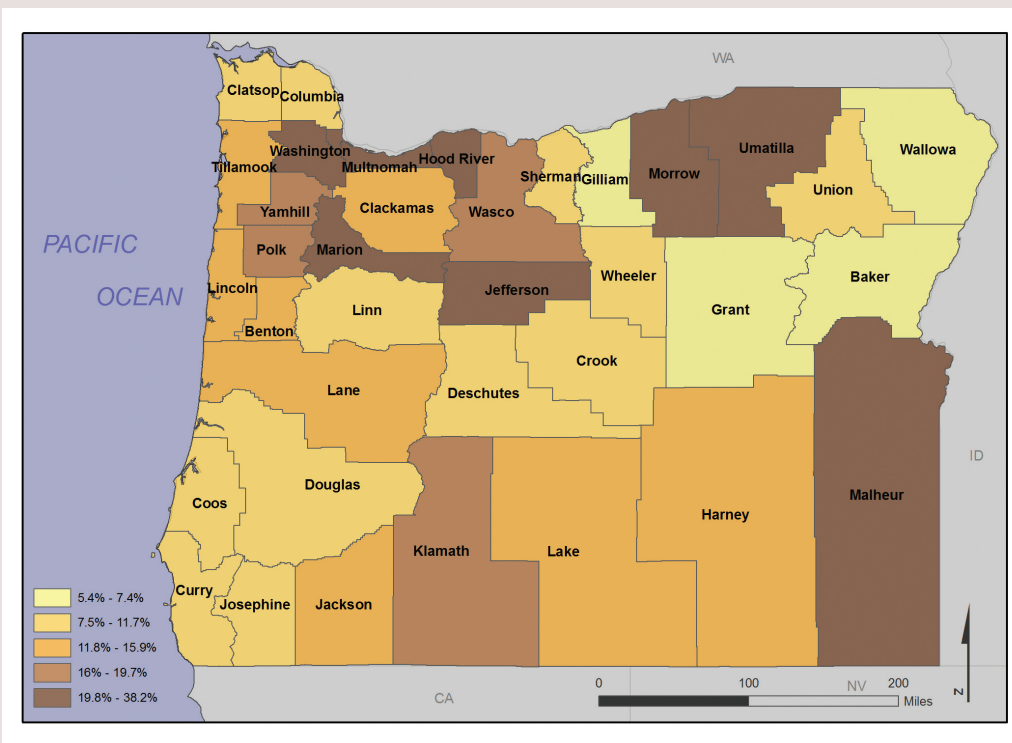 WA
Clatsop
Columbia
Washington
Tillamook
Multnomah
Hood River
Sherman
Gilliam
Morrow
Umatilla
Wallowa
Union
Yamhill
Clackamas
Wasco
PACIFIC
OCEAN
Polk
Marion
Lincoln
Benton
Linn
Jefferson
Wheeler
Grant
Baker
Lane
Deschutes
Crook
Douglas
Coos
Klamath
Lake
Harney
Malheur
ID
Curry
Josephine
Jackson
5.4% - 7.4%
7.5% - 11.7%
11.8% - 15.9%
16% - 19.7%
19.8% - 38.2%
CA
NV
0 100 200
Miles
N